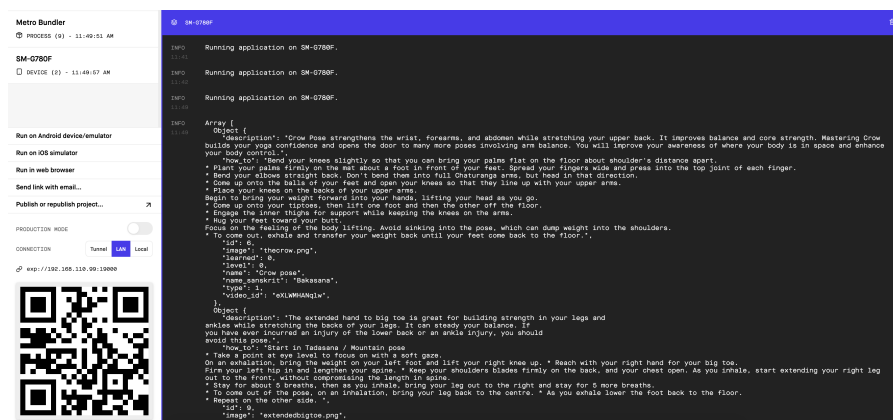 Metro Bundler
PROCESS (9) - 11:49:51 AM
SM-G780F
DEVICE (2) - 11:49:57 AM
Run on Android device/emulator
Run on iOS simulator
Run in web browser
Send link with email...
Publish or republish project...
PRODUCTION MODE
CONNECTION
Tunnel LAN Local
exp://192.168.110.99:19000
SM-G780F
INFO Running application on SM-G780F.
11:41
INFO Running application on SM-G780F.
INFO Running application on SM-G780F.
11:49
INFO Array [
11:49
Object {
"description": "Crow Pose strengthens the wrist, forearms, and abdomen while stretching your upper back. It improves balance and core strength. Mastering Crow
builds your yoga confidence and opens the door to many more poses involving arm balance. You will improve your awareness of where your body is in space and enhance
your body control.",
"how_to": "Bend your knees slightly so that you can bring your palms flat on the floor about shoulder's distance apart.
* Plant your palms firmly on the mat about a foot in front of your feet. Spread your fingers wide and press into the top joint of each finger.
* Bend your elbows straight back. Don't bend them into full Chaturanga arms, but head in that direction.
* Come up onto the balls of your feet and open your knees so that they line up with your upper arms.
* Place your knees on the backs of your upper arms.
Begin to bring your weight forward into your hands, lifting your head as you go.
* Come up onto your tiptoes, then lift one foot and then the other off the floor.
* Engage the inner thighs for support while keeping the knees on the arms.
* Hug your feet toward your butt.
Focus on the feeling of the body lifting. Avoid sinking into the pose, which can dump weight into the shoulders.
* To come out, exhale and transfer your weight back until your feet come back to the floor.",
"id": 6,
"image": "thecrow.png",
"learned": 0,
"level": 0,
"name": "Crow pose",
"name_sanskrit": "Bakasana",
"type": 1,
"video_id": "eXLWMHANqlw",
},
Object {
"description": "The extended hand to big toe is great for building strength in your legs and
ankles while stretching the backs of your legs. It can steady your balance. If
you have ever incurred an injury of the lower back or an ankle injury, you should
avoid this pose.",
"how_to": "Start in Tadasana / Mountain pose
* Take a point at eye level to focus on with a soft gaze.
On an exhalation, bring the weight on your left foot and lift your right knee up. * Reach with your right hand for your big toe.
Firm your left hip in and lengthen your spine. * Keep your shoulders blades firmly on the back, and your chest open. As you inhale, start extending your right leg
out to the front, without compromising the length in spine.
* Stay for about 5 breaths, then as you inhale, bring your leg out to the right and stay for 5 more breaths.
* To come out of the pose, on an inhalation, bring your leg back to the centre. * As you exhale lower the foot back to the floor.
* Repeat on the other side. ",
"id": 9,
"image": "extendedbigtoe.png",